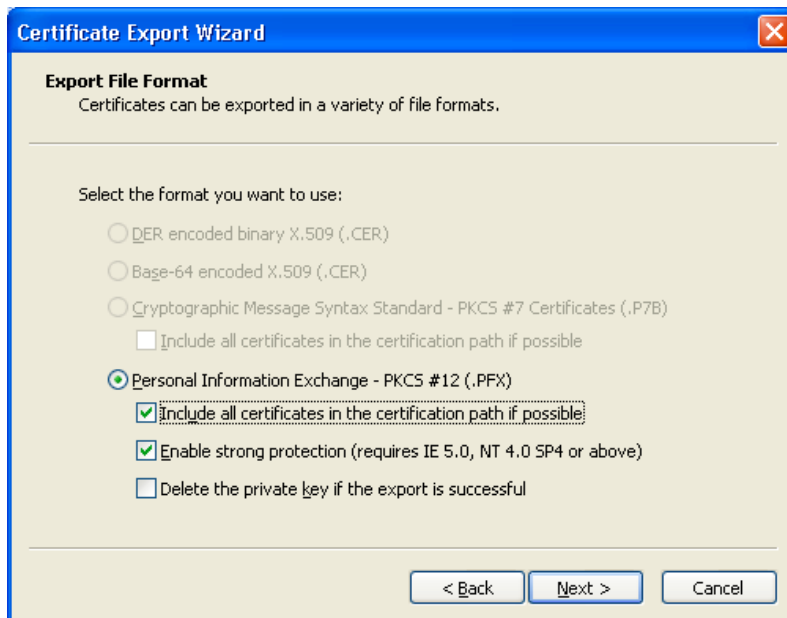 Certificate Export Wizard
Export File Format
Certificates can be exported in a variety of file formats.
Select the format you want to use:
DER encoded binary X.509 (.CER)
Base-64 encoded X.509 (.CER)
Cryptographic Message Syntax Standard - PKCS #7 Certificates (.P7B)
Include all certificates in the certification path if possible
Personal Information Exchange - PKCS #12 (.PFX)
Include all certificates in the certification path if possible
Enable strong protection (requires IE 5.0, NT 4.0 SP4 or above)
Delete the private key if the export is successful
< Back Next > Cancel